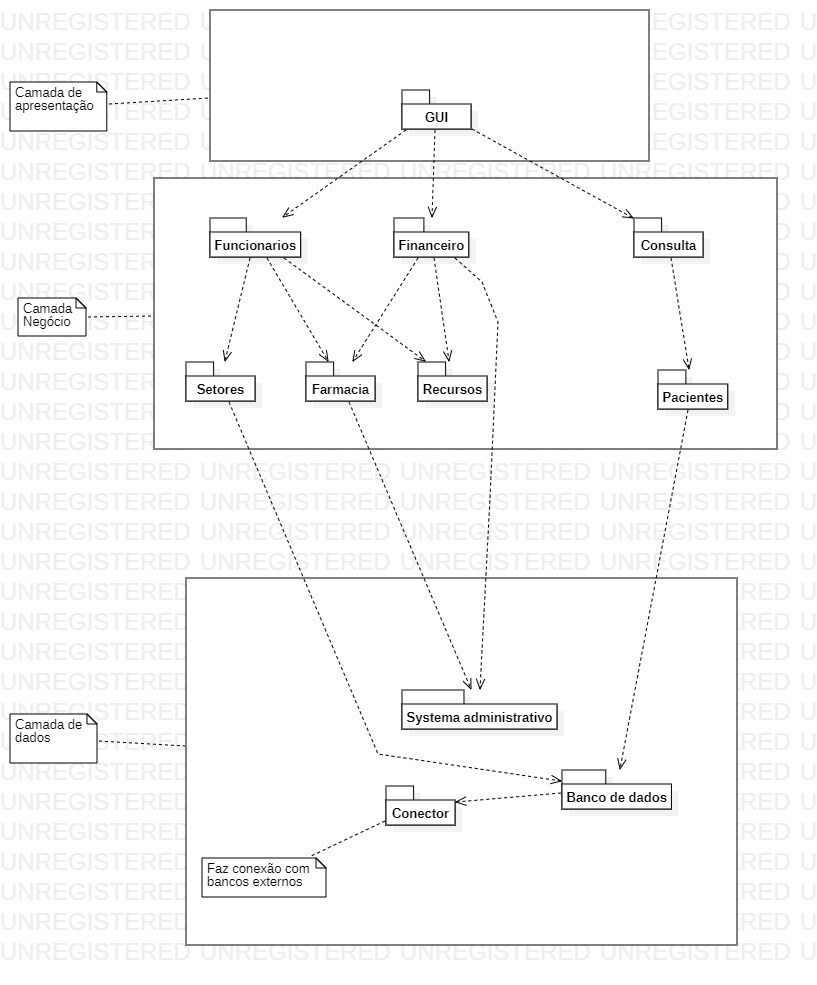 Camada de
apresentação
GUI
Funcionarios
Financeiro
Consulta
Camada
Negócio
Setores
Farmacia
Recursos
Pacientes
Systema administrativo
Camada de
dados
Banco de dados
Conector
Faz conexão com
bancos externos
UNREGISTERED UNREGISTERED UNREGISTERED UNREGISTERED